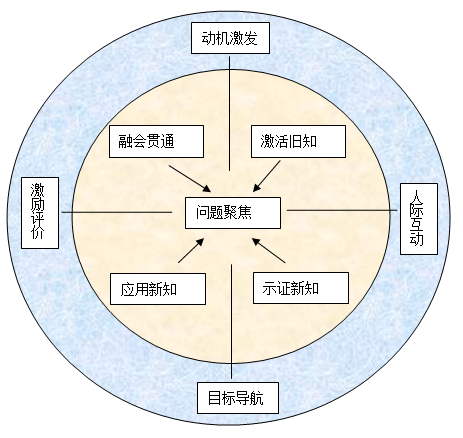 动机激发
融会贯通
激活旧知
激励评价
问题聚焦
人际互动
应用新知
示证新知
目标导航